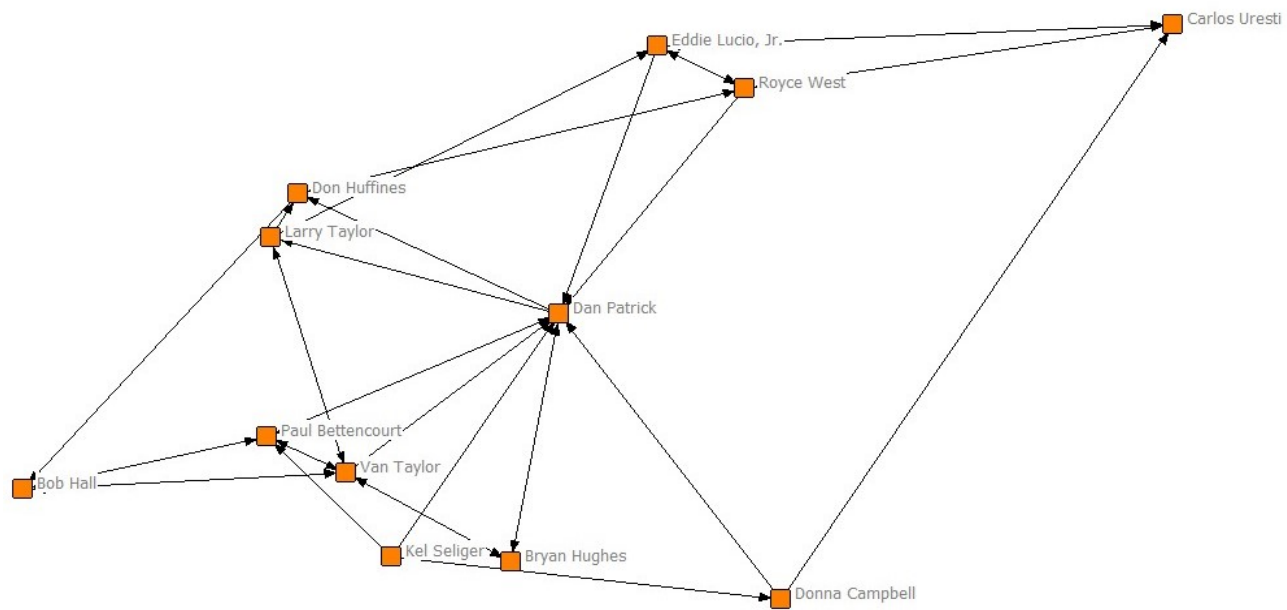 Carlos Uresti
Eddie Lucio, Jr.
Royce West
Don Huffines
Larry Taylor
Dan Patrick
Paul Bettencourt
Van Taylor
Bob Hall
Kel Seliger
Bryan Hughes
Donna Campbell